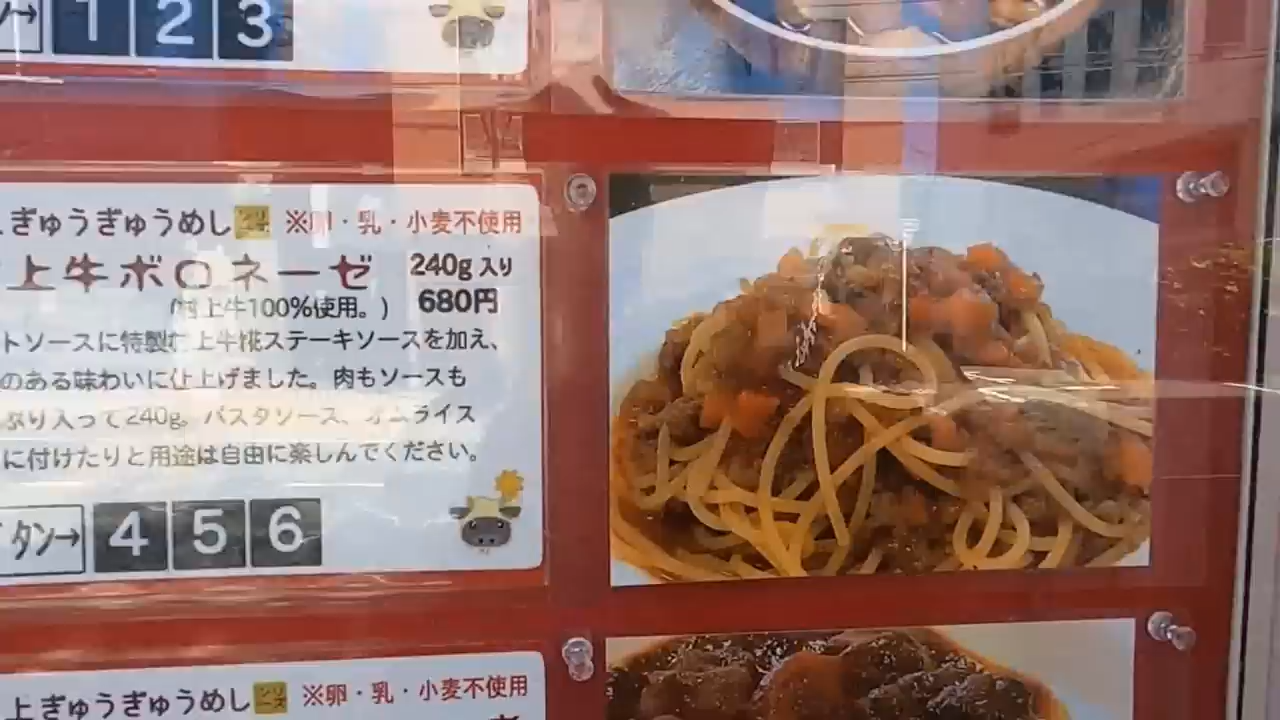 1 2 3
ぎゅうぎゅうめし ※卵・乳・小麦不使用
上牛ボロネーゼ 240g入り
(村上牛100%使用。) 680円
トソースに特製村上牛糀ステーキソースを加え、
のある味わいに仕上げました。肉もソースも
ぷり入って240g。パスタソース、オムライス
に付けたりと用途は自由に楽しんでください。
タン→ 4 5 6
上ぎゅうぎゅうめし ※卵・乳・小麦不使用